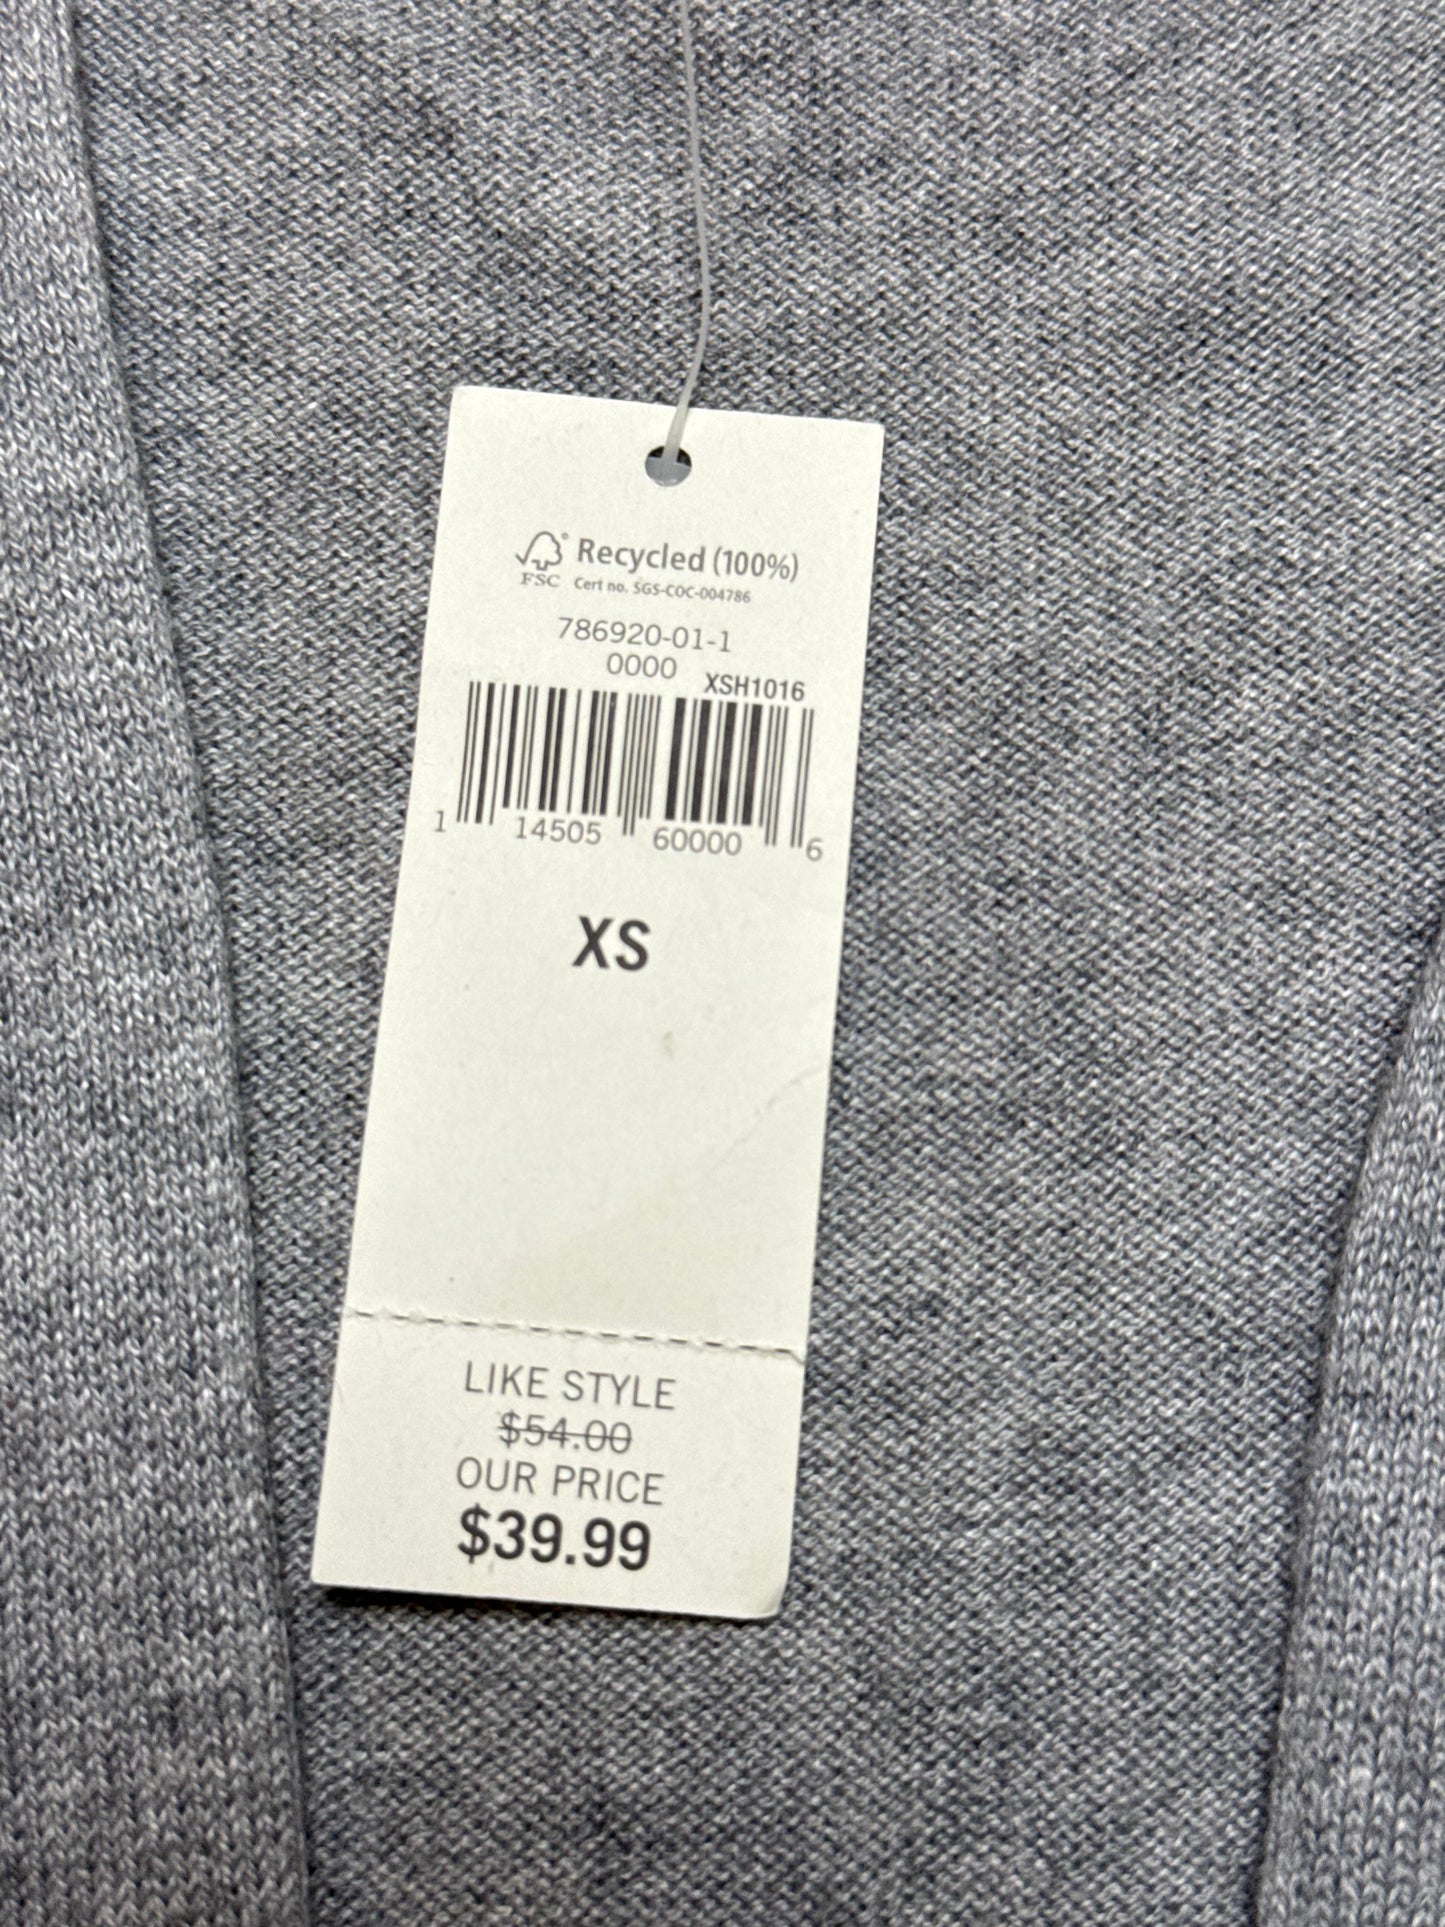 FSC® Recycled (100%)
Cert no. SGS-COC-004786
786920-01-1
0000 XSH1016
1 14505 60000 6
XS
LIKE STYLE
$54.00
OUR PRICE
$39.99